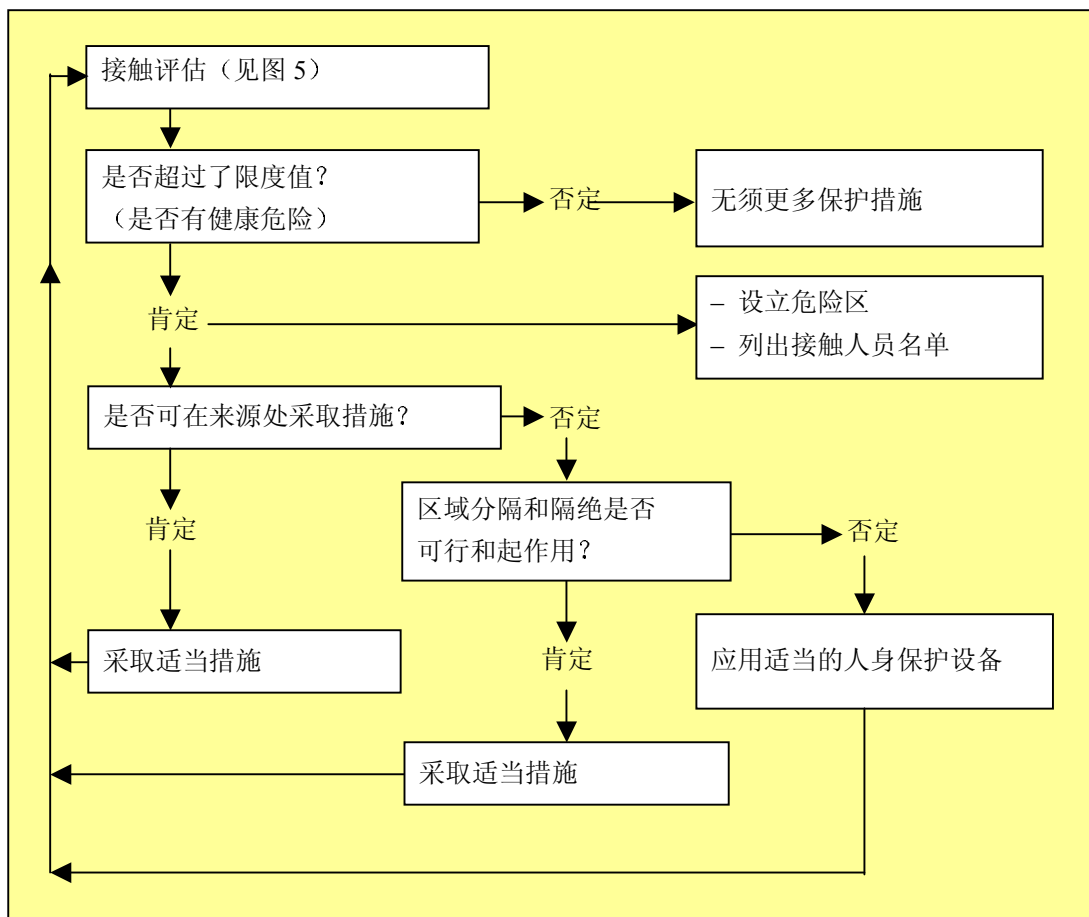 接触评估（见图 5）
是否超过了限度值？
（是否有健康危险）
否定
无须更多保护措施
肯定
– 设立危险区
– 列出接触人员名单
是否可在来源处采取措施？
否定
肯定
区域分隔和隔绝是否
可行和起作用？
否定
采取适当措施
肯定
应用适当的人身保护设备
采取适当措施